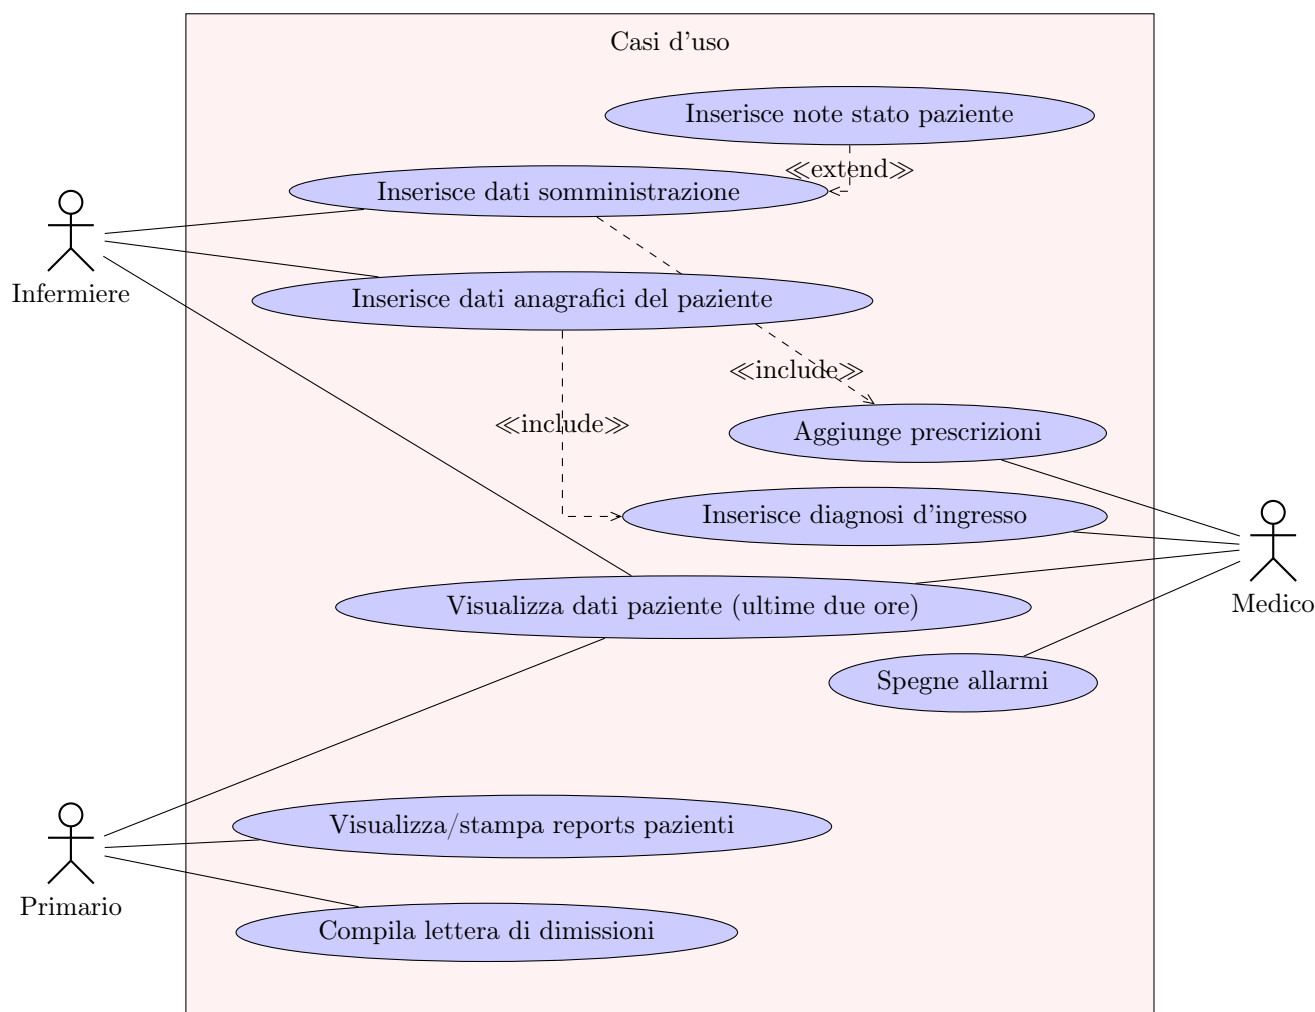 Casi d'uso
Inserisce note stato paziente
≪extend≫
Inserisce dati somministrazione
Infermiere
Inserisce dati anagrafici del paziente
≪include≫
≪include≫
Aggiunge prescrizioni
Inserisce diagnosi d'ingresso
Medico
Visualizza dati paziente (ultime due ore)
Spegne allarmi
Visualizza/stampa reports pazienti
Primario
Compila lettera di dimissioni